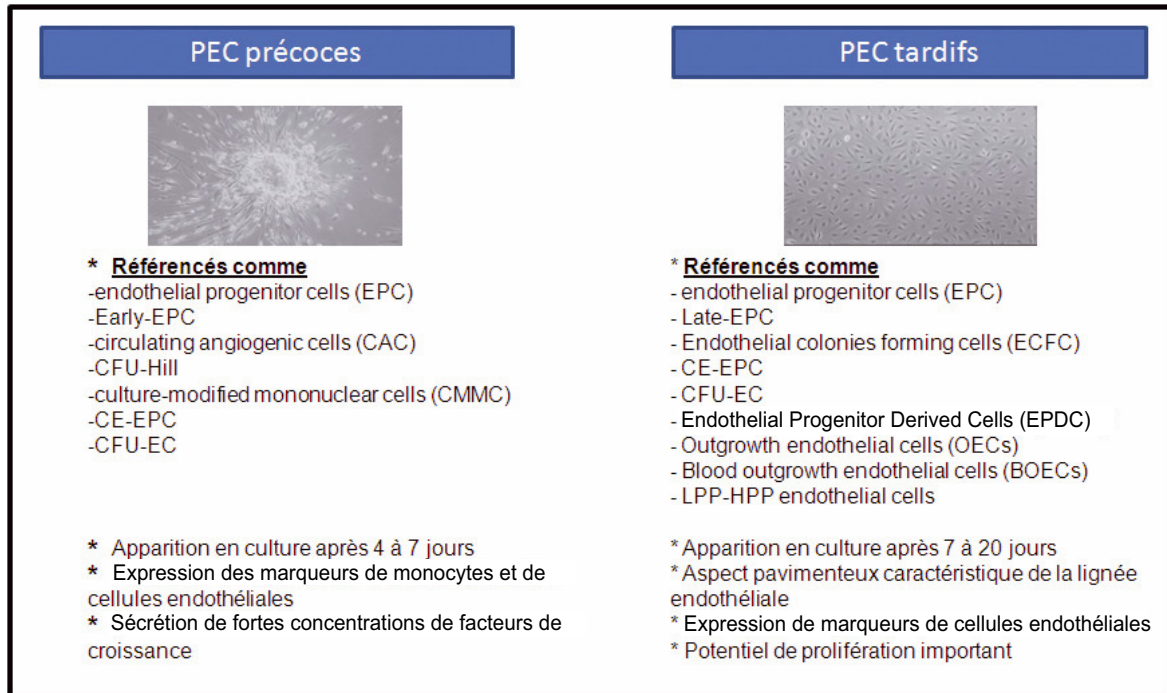 PEC précoces
* Référencés comme
-endothelial progenitor cells (EPC)
-Early-EPC
-circulating angiogenic cells (CAC)
-CFU-Hill
-culture-modified mononuclear cells (CMMC)
-CE-EPC
-CFU-EC
* Apparition en culture après 4 à 7 jours
* Expression des marqueurs de monocytes et de
cellules endothéliales
* Sécrétion de fortes concentrations de facteurs de
croissance
PEC tardifs
* Référencés comme
- endothelial progenitor cells (EPC)
- Late-EPC
- Endothelial colonies forming cells (ECFC)
- CE-EPC
- CFU-EC
- Endothelial Progenitor Derived Cells (EPDC)
- Outgrowth endothelial cells (OECs)
- Blood outgrowth endothelial cells (BOECs)
- LPP-HPP endothelial cells
* Apparition en culture après 7 à 20 jours
* Aspect pavimenteux caractéristique de la lignée
endothéliale
* Expression de marqueurs de cellules endothéliales
* Potentiel de prolifération important